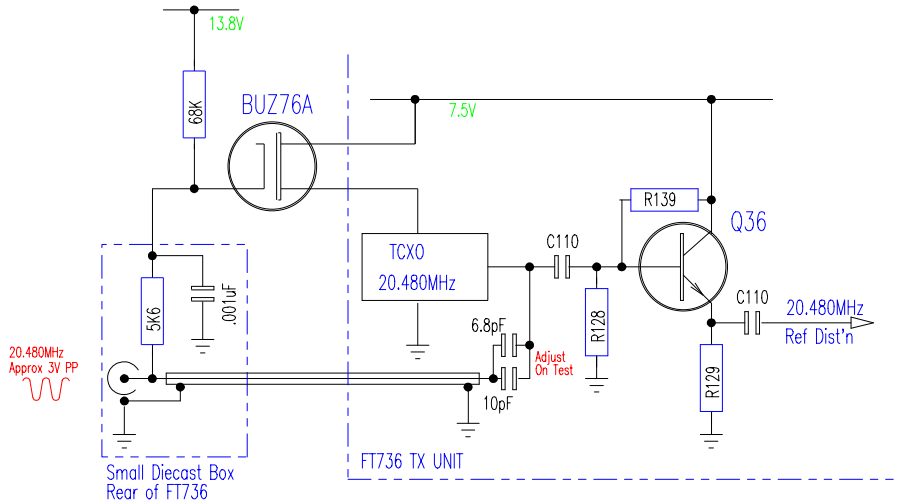 13.8V
BUZ76A
68K
7.5V
FT736 TX UNIT
R139
Q36
TCXO
20.480MHz
C110
C110
20.480MHz
Ref Dist'n
R128
R129
5K6
.001uF
6.8pF
10pF
Adjust
On Test
20.480MHz
Approx 3V PP
Small Diecast Box
Rear of FT736